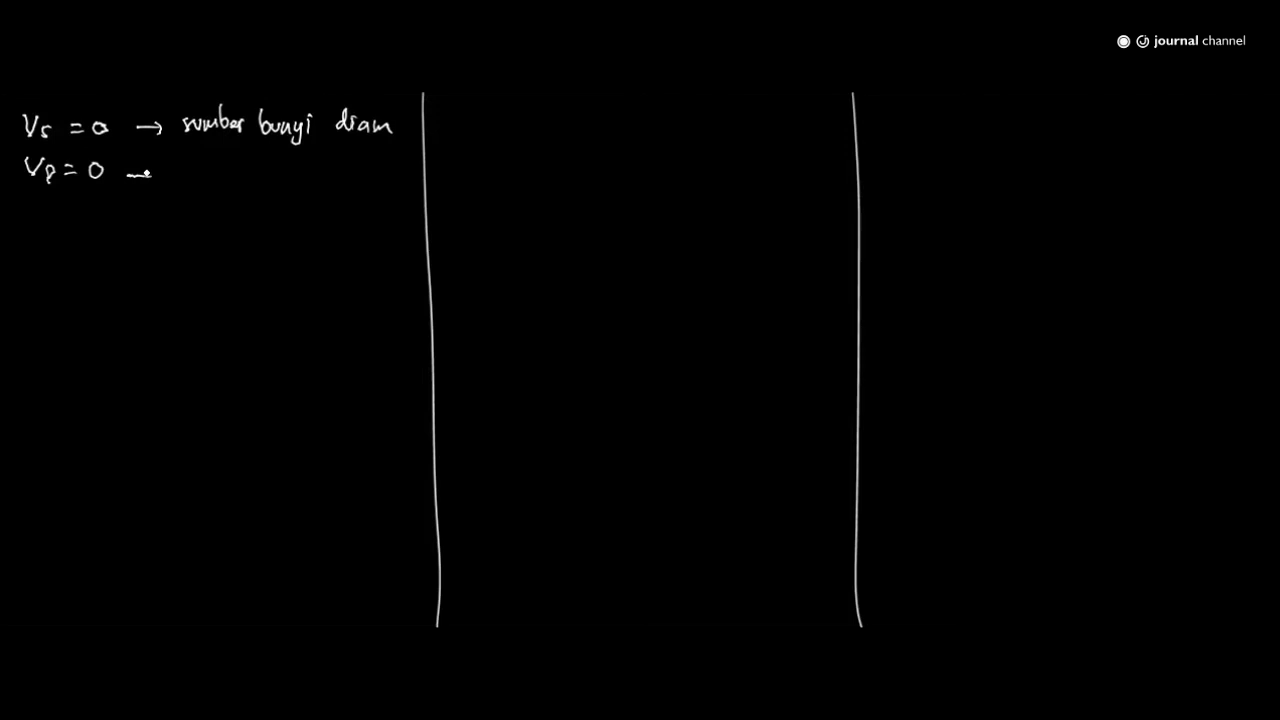 journal channel
Vs = 0 → sumber bunyi diam
Vp = 0 —